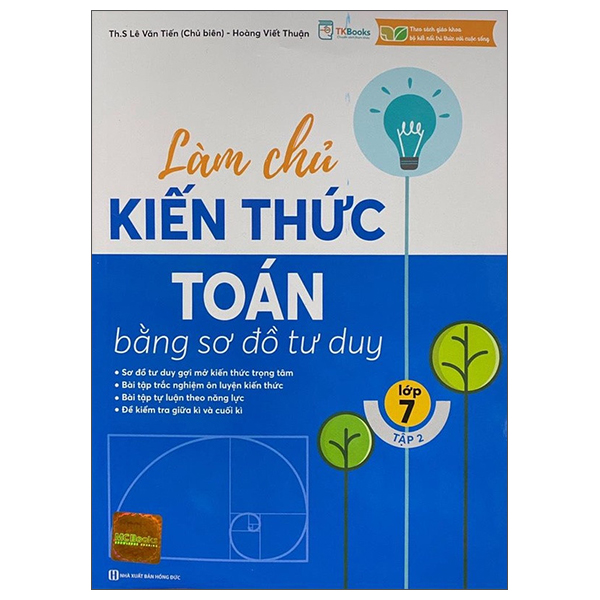 Th.S Lê Văn Tiến (Chủ biên) - Hoàng Viết Thuận
TKBooks
Theo sách giáo khoa
bộ kết nối tri thức với cuộc sống
Làm chủ
KIẾN THỨC
TOÁN
bằng sơ đồ tư duy
• Sơ đồ tư duy gợi mở kiến thức trọng tâm
• Bài tập trắc nghiệm ôn luyện kiến thức
• Bài tập tự luận theo năng lực
• Đề kiểm tra giữa kì và cuối kì
lớp
7
TẬP 2
MCBooks
NHÀ XUẤT BẢN HỒNG ĐỨC